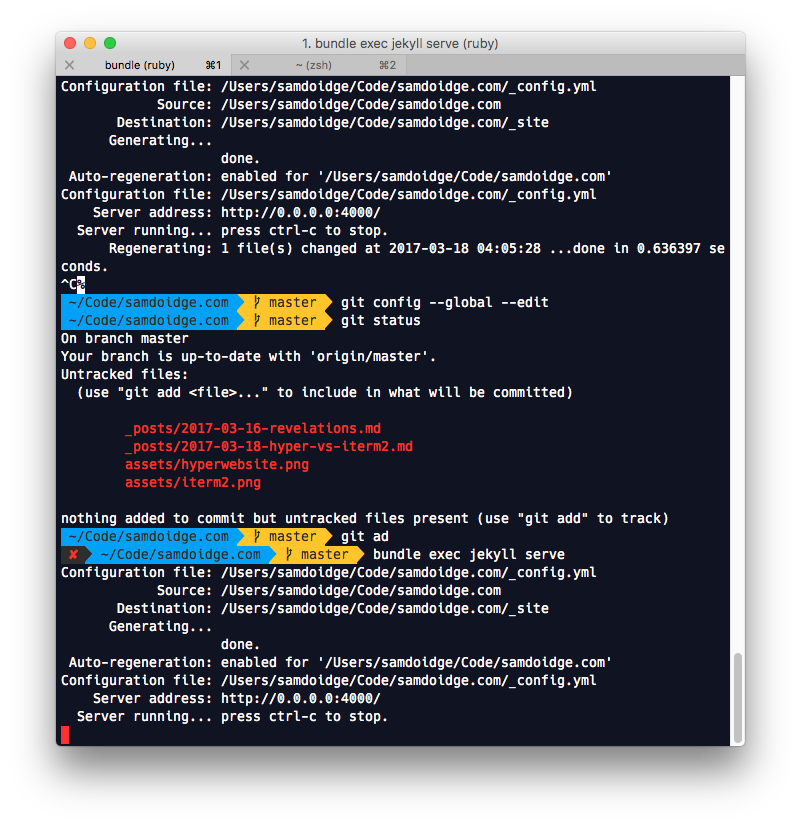 1. bundle exec jekyll serve (ruby)
bundle (ruby) ⌘1 ~ (zsh) ⌘2
Configuration file: /Users/samdoidge/Code/samdoidge.com/_config.yml
Source: /Users/samdoidge/Code/samdoidge.com
Destination: /Users/samdoidge/Code/samdoidge.com/_site
Generating...
done.
Auto-regeneration: enabled for '/Users/samdoidge/Code/samdoidge.com'
Configuration file: /Users/samdoidge/Code/samdoidge.com/_config.yml
Server address: http://0.0.0.0:4000/
Server running... press ctrl-c to stop.
Regenerating: 1 file(s) changed at 2017-03-18 04:05:28 ...done in 0.636397 se
conds.
^C%
~/Code/samdoidge.com master git config --global --edit
~/Code/samdoidge.com master git status
On branch master
Your branch is up-to-date with 'origin/master'.
Untracked files:
(use "git add <file>..." to include in what will be committed)
_posts/2017-03-16-revelations.md
_posts/2017-03-18-hyper-vs-iterm2.md
assets/hyperwebsite.png
assets/iterm2.png
nothing added to commit but untracked files present (use "git add" to track)
~/Code/samdoidge.com master git ad
✘ ~/Code/samdoidge.com master bundle exec jekyll serve
Configuration file: /Users/samdoidge/Code/samdoidge.com/_config.yml
Source: /Users/samdoidge/Code/samdoidge.com
Destination: /Users/samdoidge/Code/samdoidge.com/_site
Generating...
done.
Auto-regeneration: enabled for '/Users/samdoidge/Code/samdoidge.com'
Configuration file: /Users/samdoidge/Code/samdoidge.com/_config.yml
Server address: http://0.0.0.0:4000/
Server running... press ctrl-c to stop.